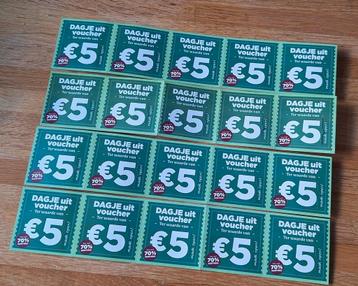 DAGJE uit
voucher
Ter waarde van
€5
70%
DAGJE uit
voucher
Ter waarde van
€5
70%
DAGJE uit
voucher
Ter waarde van
€5
70%
DAGJE uit
voucher
Ter waarde van
€5
70%
DAGJE uit
voucher
Ter waarde van
€5
70%
DAGJE uit
voucher
Ter waarde van
€5
70%
DAGJE uit
voucher
Ter waarde van
€5
70%
DAGJE uit
voucher
Ter waarde van
€5
70%
DAGJE uit
voucher
Ter waarde van
€5
70%
DAGJE uit
voucher
Ter waarde van
€5
70%
DAGJE uit
voucher
Ter waarde van
€5
70%
DAGJE uit
voucher
Ter waarde van
€5
70%
DAGJE uit
voucher
Ter waarde van
€5
70%
DAGJE uit
voucher
Ter waarde van
€5
70%
DAGJE uit
voucher
Ter waarde van
€5
70%
DAGJE uit
voucher
Ter waarde van
€5
70%
DAGJE uit
voucher
Ter waarde van
€5
70%
DAGJE uit
voucher
Ter waarde van
€5
70%
DAGJE uit
voucher
Ter waarde van
€5
70%
DAGJE uit
voucher
Ter waarde van
€5
70%